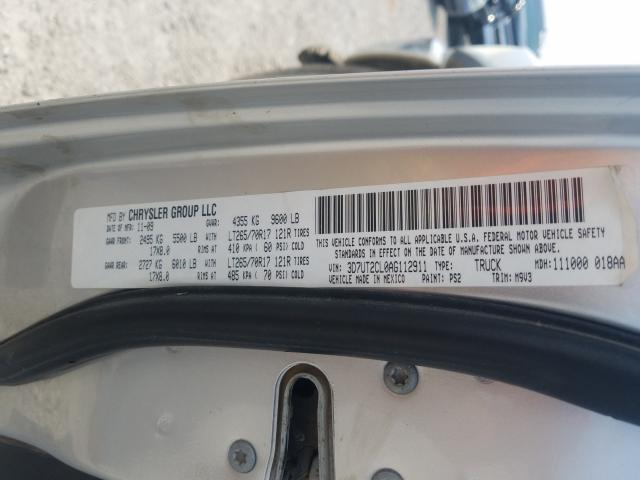 MFD BY CHRYSLER GROUP LLC GVWR: 4355 KG 9600 LB
DATE OF MFR: 11-09
GAWR FRONT: 2495 KG 5500 LB WITH LT265/70R17 121R TIRES
17X8.0 RIMS AT 410 KPA ( 60 PSI) COLD
GAWR REAR: 2727 KG 6010 LB WITH LT265/70R17 121R TIRES
17X8.0 RIMS AT 485 KPA ( 70 PSI) COLD
THIS VEHICLE CONFORMS TO ALL APPLICABLE U.S.A. FEDERAL MOTOR VEHICLE SAFETY
STANDARDS IN EFFECT ON THE DATE OF MANUFACTURE SHOWN ABOVE.
VIN: 3D7UT2CL0AG112911 TYPE: TRUCK MDH: 111000 018AA
VEHICLE MADE IN MEXICO PAINT: PS2 TRIM: M9V3